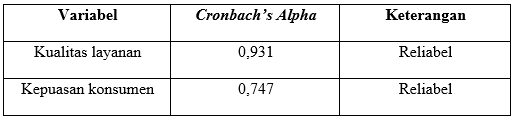 Variabel Cronbach's Alpha Keterangan
Kualitas layanan 0,931 Reliabel
Kepuasan konsumen 0,747 Reliabel